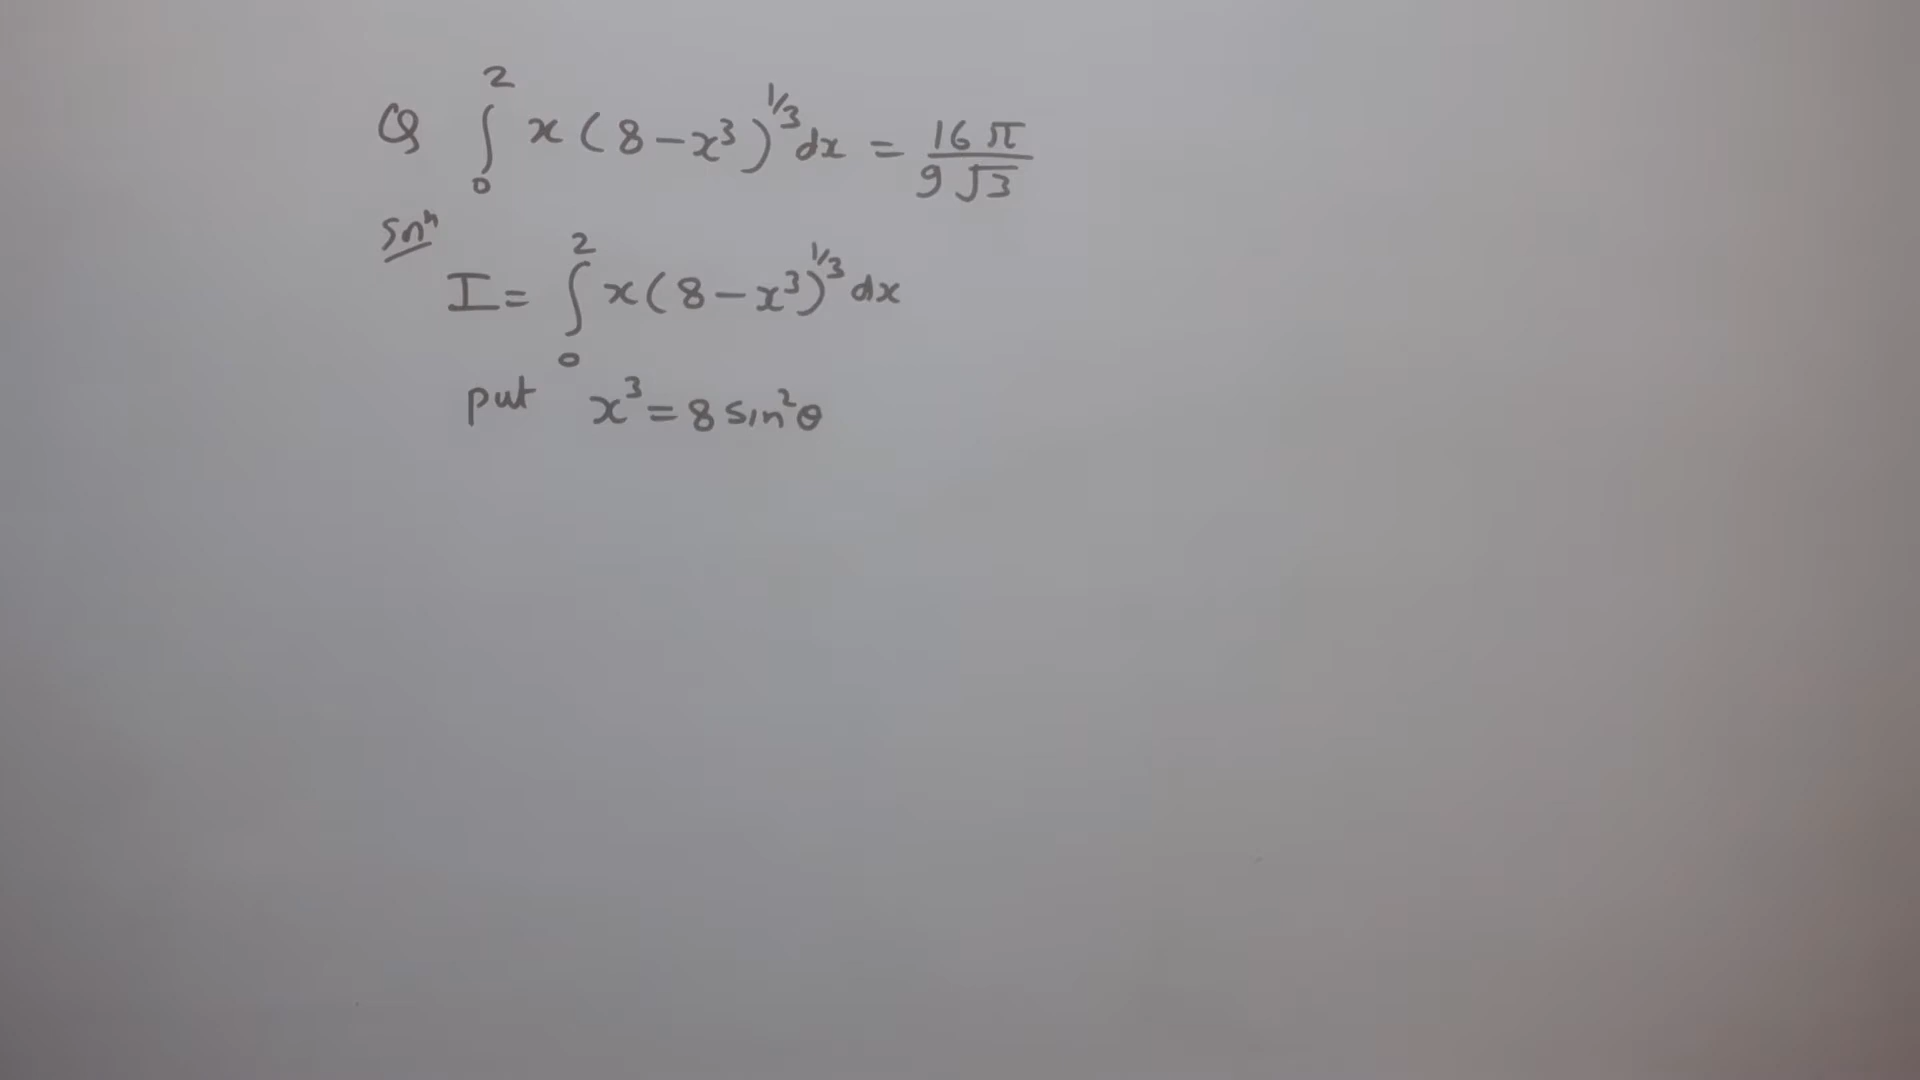 Q ∫₀² x(8-x³)^{1/3} dx = 16π/9√3
Solⁿ
I = ∫₀² x(8-x³)^{1/3} dx
put x³ = 8 sin²θ